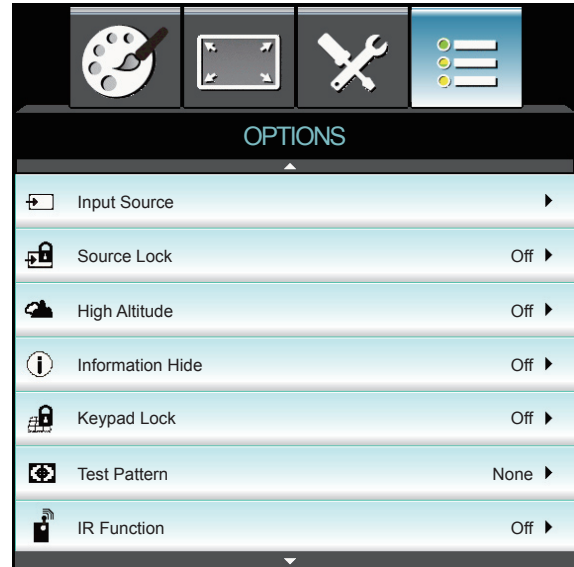 OPTIONS
Input Source
Source Lock Off
High Altitude Off
Information Hide Off
Keypad Lock Off
Test Pattern None
IR Function Off